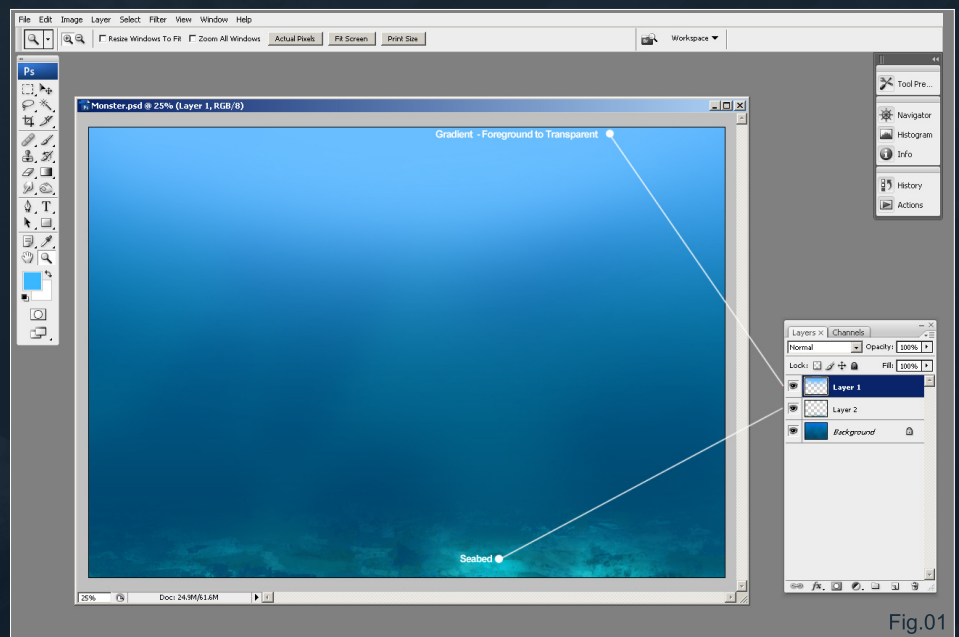 File Edit Image Layer Select Filter View Window Help
Resize Windows To Fit Zoom All Windows Actual Pixels Fit Screen Print Size Workspace
Ps
Tool Pre...
Navigator
Histogram
Info
History
Actions
Monster.psd @ 25% (Layer 1, RGB/8)
Gradient - Foreground to Transparent
Seabed
25% Doc: 24.9M/61.6M
Layers × Channels
Normal Opacity: 100%
Lock: Fill: 100%
Layer 1
Layer 2
Background
Fig.01